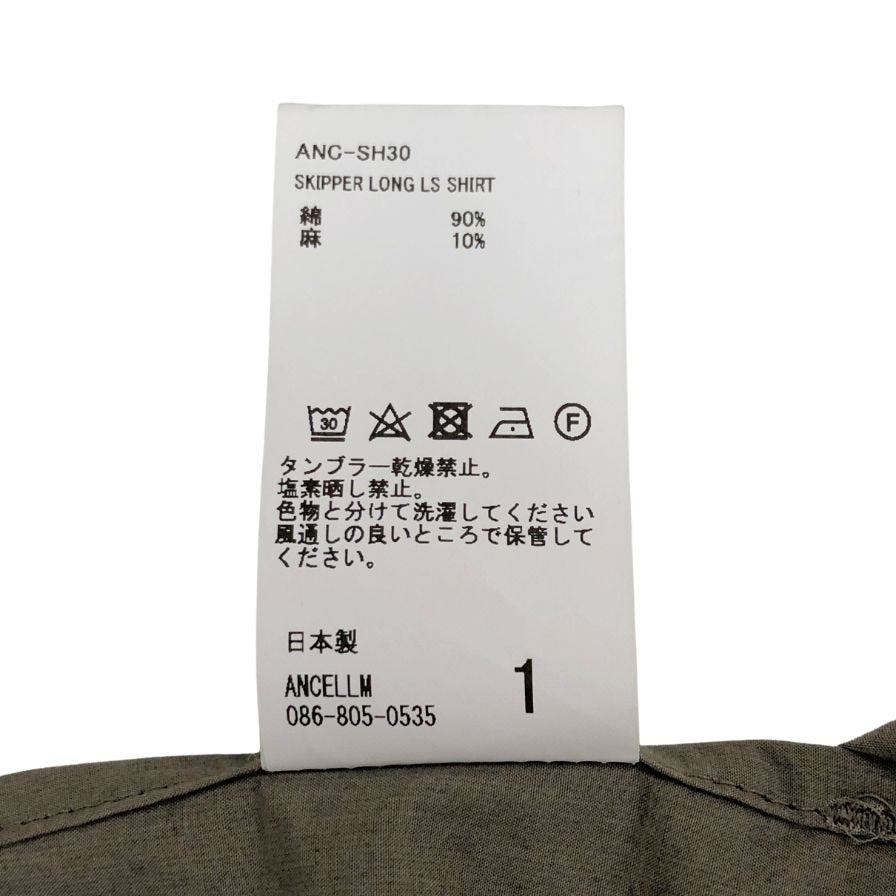 ANC-SH30
SKIPPER LONG LS SHIRT
綿 90%
麻 10%
30 F
タンブラー乾燥禁止。
塩素晒し禁止。
色物と分けて洗濯してください
風通しの良いところで保管して
ください。
日本製
1
ANCELLM
086-805-0535